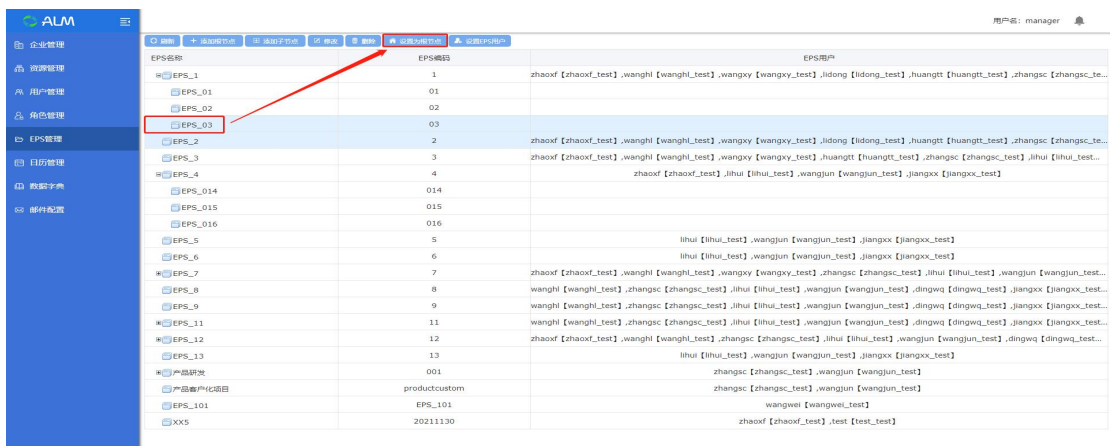 ALM
用户名: manager
企业管理
资源管理
用户管理
角色管理
EPS管理
日历管理
数据字典
邮件配置
刷新 添加根节点 添加子节点 修改 删除 设置为根节点 设置EPS用户
EPS名称 EPS编码 EPS用户
EPS_1 1 zhaoxf【zhaoxf_test】,wanghl【wanghl_test】,wangxy【wangxy_test】,lidong【lidong_test】,huangtt【huangtt_test】,zhangsc【zhangsc_te...
EPS_01 01
EPS_02 02
EPS_03 03
EPS_2 2 zhaoxf【zhaoxf_test】,wanghl【wanghl_test】,wangxy【wangxy_test】,lidong【lidong_test】,huangtt【huangtt_test】,zhangsc【zhangsc_te...
EPS_3 3 zhaoxf【zhaoxf_test】,wanghl【wanghl_test】,wangxy【wangxy_test】,huangtt【huangtt_test】,zhangsc【zhangsc_test】,lihui【lihui_test...
EPS_4 4 zhaoxf【zhaoxf_test】,lihui【lihui_test】,wangjun【wangjun_test】,jiangxx【jiangxx_test】
EPS_014 014
EPS_015 015
EPS_016 016
EPS_5 5 lihui【lihui_test】,wangjun【wangjun_test】,jiangxx【jiangxx_test】
EPS_6 6 lihui【lihui_test】,wangjun【wangjun_test】,jiangxx【jiangxx_test】
EPS_7 7 zhaoxf【zhaoxf_test】,wanghl【wanghl_test】,wangxy【wangxy_test】,zhangsc【zhangsc_test】,lihui【lihui_test】,wangjun【wangjun_test...
EPS_8 8 wanghl【wanghl_test】,zhangsc【zhangsc_test】,lihui【lihui_test】,wangjun【wangjun_test】,dingwq【dingwq_test】,jiangxx【jiangxx_test...
EPS_9 9 wanghl【wanghl_test】,zhangsc【zhangsc_test】,lihui【lihui_test】,wangjun【wangjun_test】,dingwq【dingwq_test】,jiangxx【jiangxx_test...
EPS_11 11 wanghl【wanghl_test】,zhangsc【zhangsc_test】,lihui【lihui_test】,wangjun【wangjun_test】,dingwq【dingwq_test】,jiangxx【jiangxx_test...
EPS_12 12 zhaoxf【zhaoxf_test】,wanghl【wanghl_test】,zhangsc【zhangsc_test】,lihui【lihui_test】,wangjun【wangjun_test】,dingwq【dingwq_test...
EPS_13 13 lihui【lihui_test】,wangjun【wangjun_test】,jiangxx【jiangxx_test】
产品研发 001 zhangsc【zhangsc_test】,wangjun【wangjun_test】
产品客户化项目 productcustom zhangsc【zhangsc_test】,wangjun【wangjun_test】
EPS_101 EPS_101 wangwei【wangwei_test】
XX5 20211130 zhaoxf【zhaoxf_test】,test【test_test】